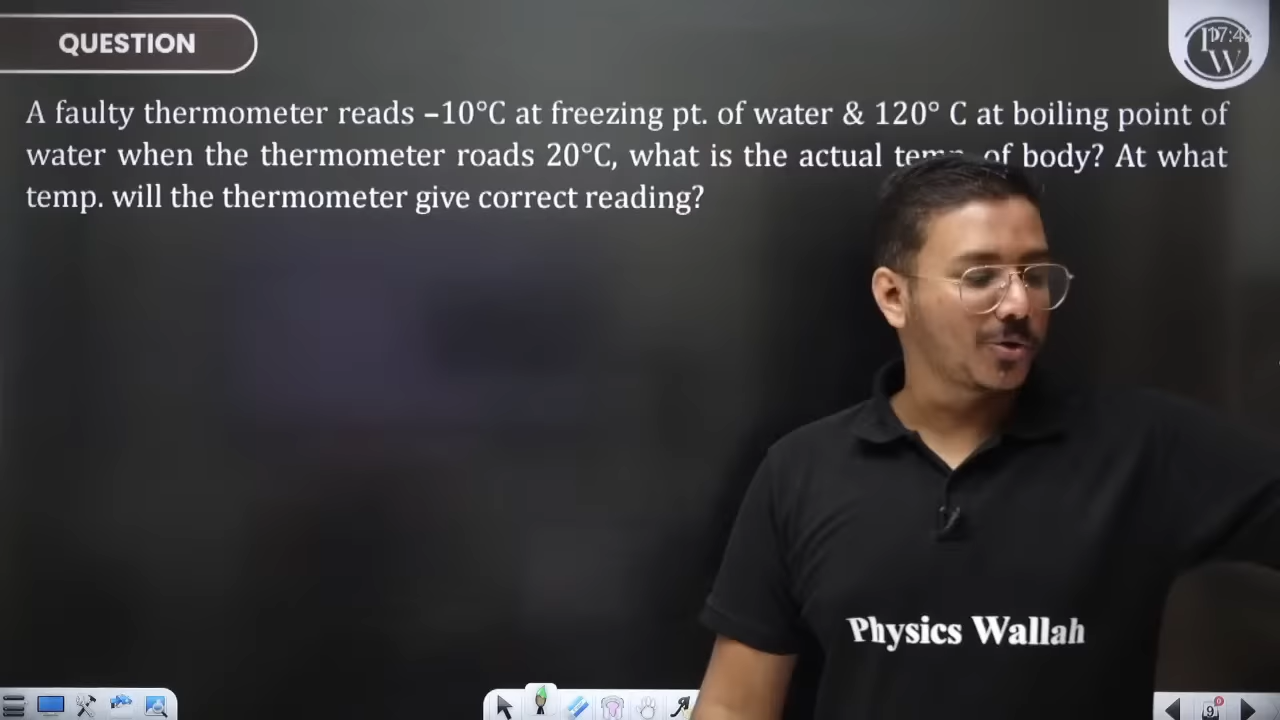 QUESTION
A faulty thermometer reads –10°C at freezing pt. of water & 120° C at boiling point of
water when the thermometer roads 20°C, what is the actual temp. of body? At what
temp. will the thermometer give correct reading?
Physics Wallah
9